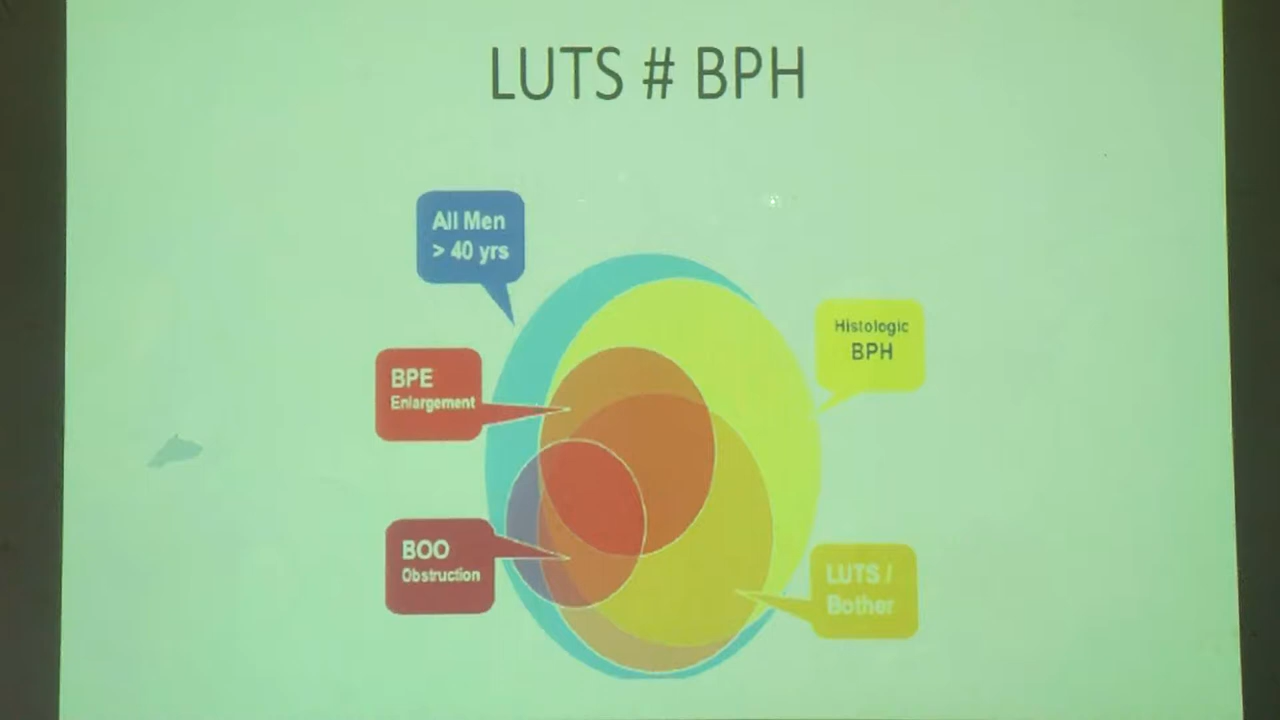 LUTS # BPH
All Men
> 40 yrs
Histologic
BPH
BPE
Enlargement
BOO
Obstruction
LUTS /
Bother